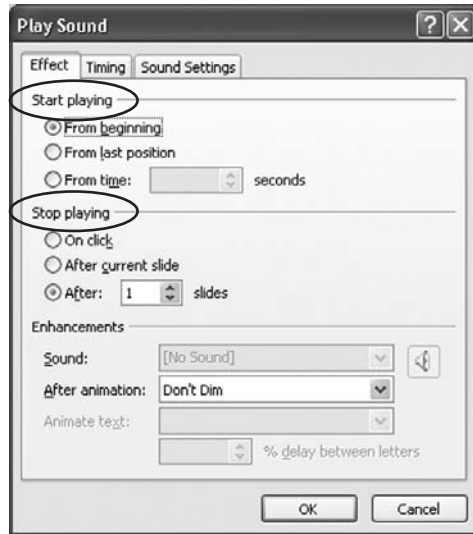 Play Sound
Effect Timing Sound Settings
Start playing
From beginning
From last position
From time: seconds
Stop playing
On click
After current slide
After: 1 slides
Enhancements
Sound: [No Sound]
After animation: Don't Dim
Animate text:
% delay between letters
OK Cancel